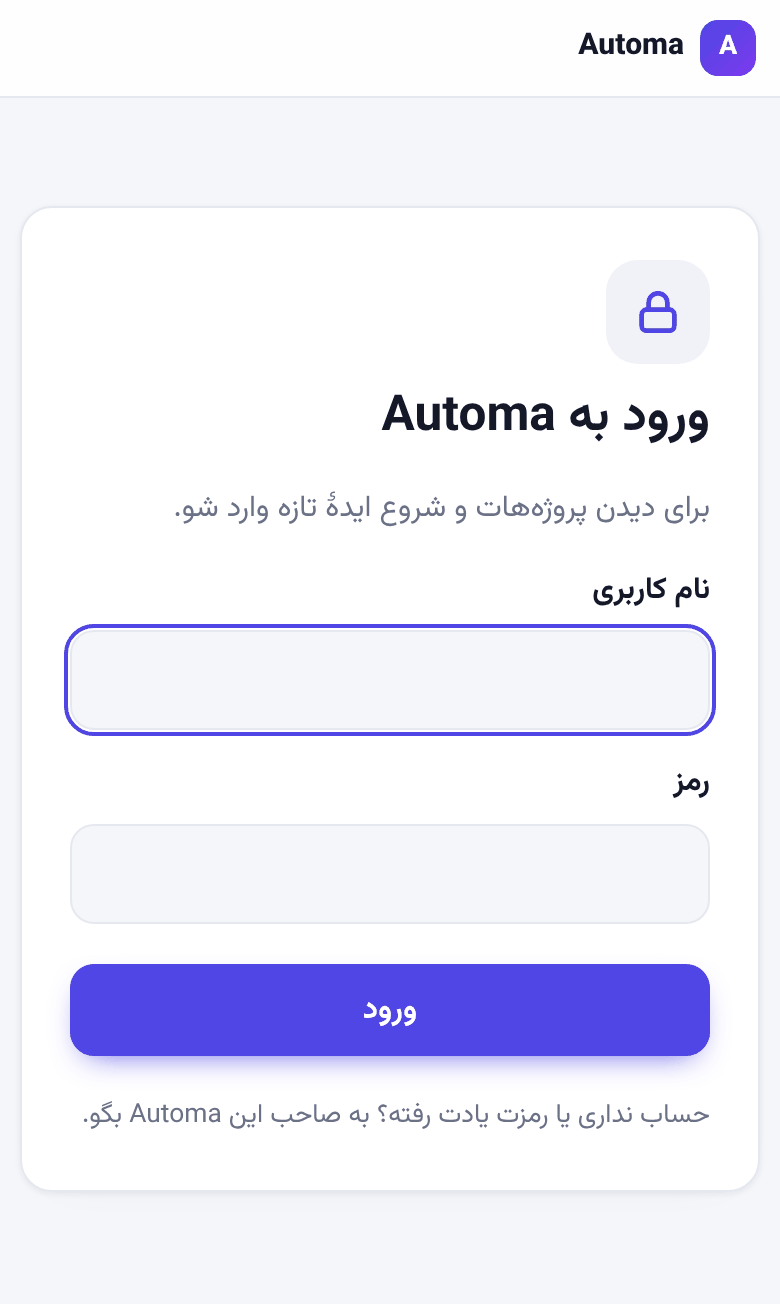 A
Automa
ورود به Automa
برای دیدن پروژه‌هات و شروع ایدهٔ تازه وارد شو.
نام کاربری
رمز
ورود
حساب نداری یا رمزت یادت رفته؟ به صاحب این Automa بگو.